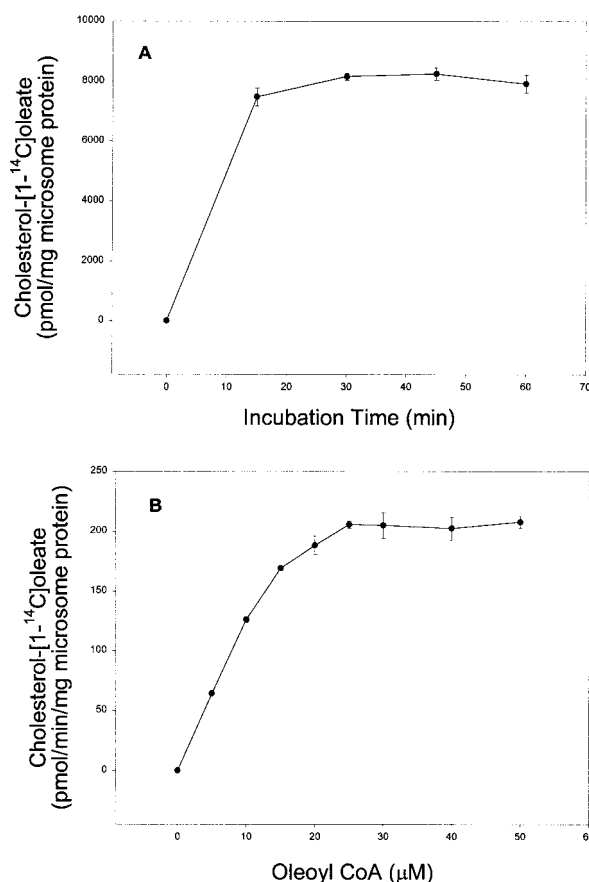 A
Cholesterol-[1-¹⁴C]oleate
(pmol/mg microsome protein)
10000
8000
6000
4000
2000
0
0 10 20 30 40 50 60 70
Incubation Time (min)
B
Cholesterol-[1-¹⁴C]oleate
(pmol/min/mg microsome protein)
250
200
150
100
50
0
0 10 20 30 40 50
Oleoyl CoA (μM)